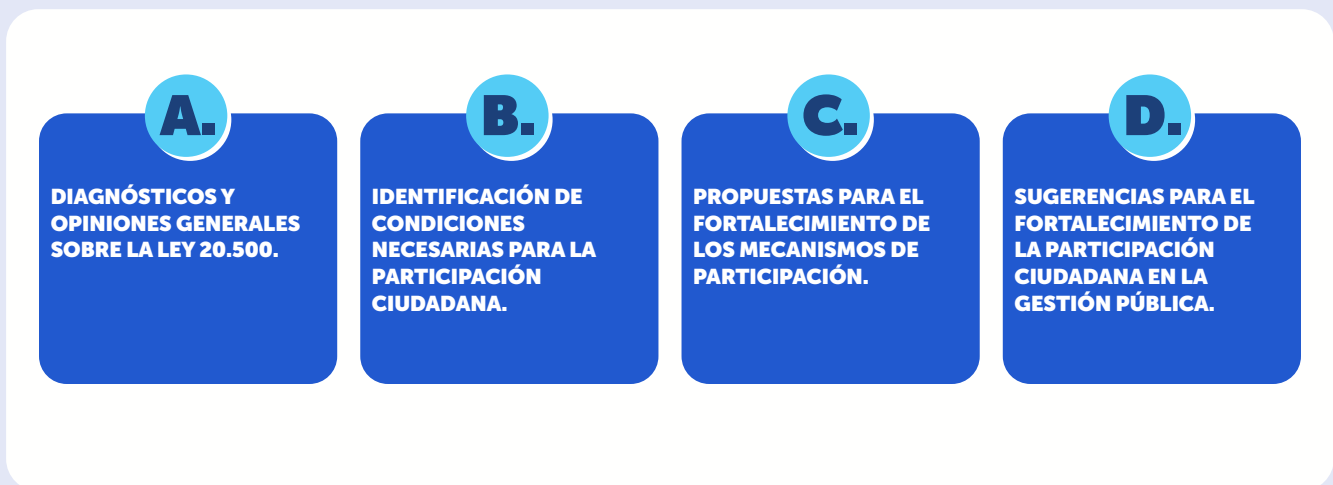 A.
DIAGNÓSTICOS Y
OPINIONES GENERALES
SOBRE LA LEY 20.500.
B.
IDENTIFICACIÓN DE
CONDICIONES
NECESARIAS PARA LA
PARTICIPACIÓN
CIUDADANA.
C.
PROPUESTAS PARA EL
FORTALECIMIENTO DE
LOS MECANISMOS DE
PARTICIPACIÓN.
D.
SUGERENCIAS PARA EL
FORTALECIMIENTO DE
LA PARTICIPACIÓN
CIUDADANA EN LA
GESTIÓN PÚBLICA.